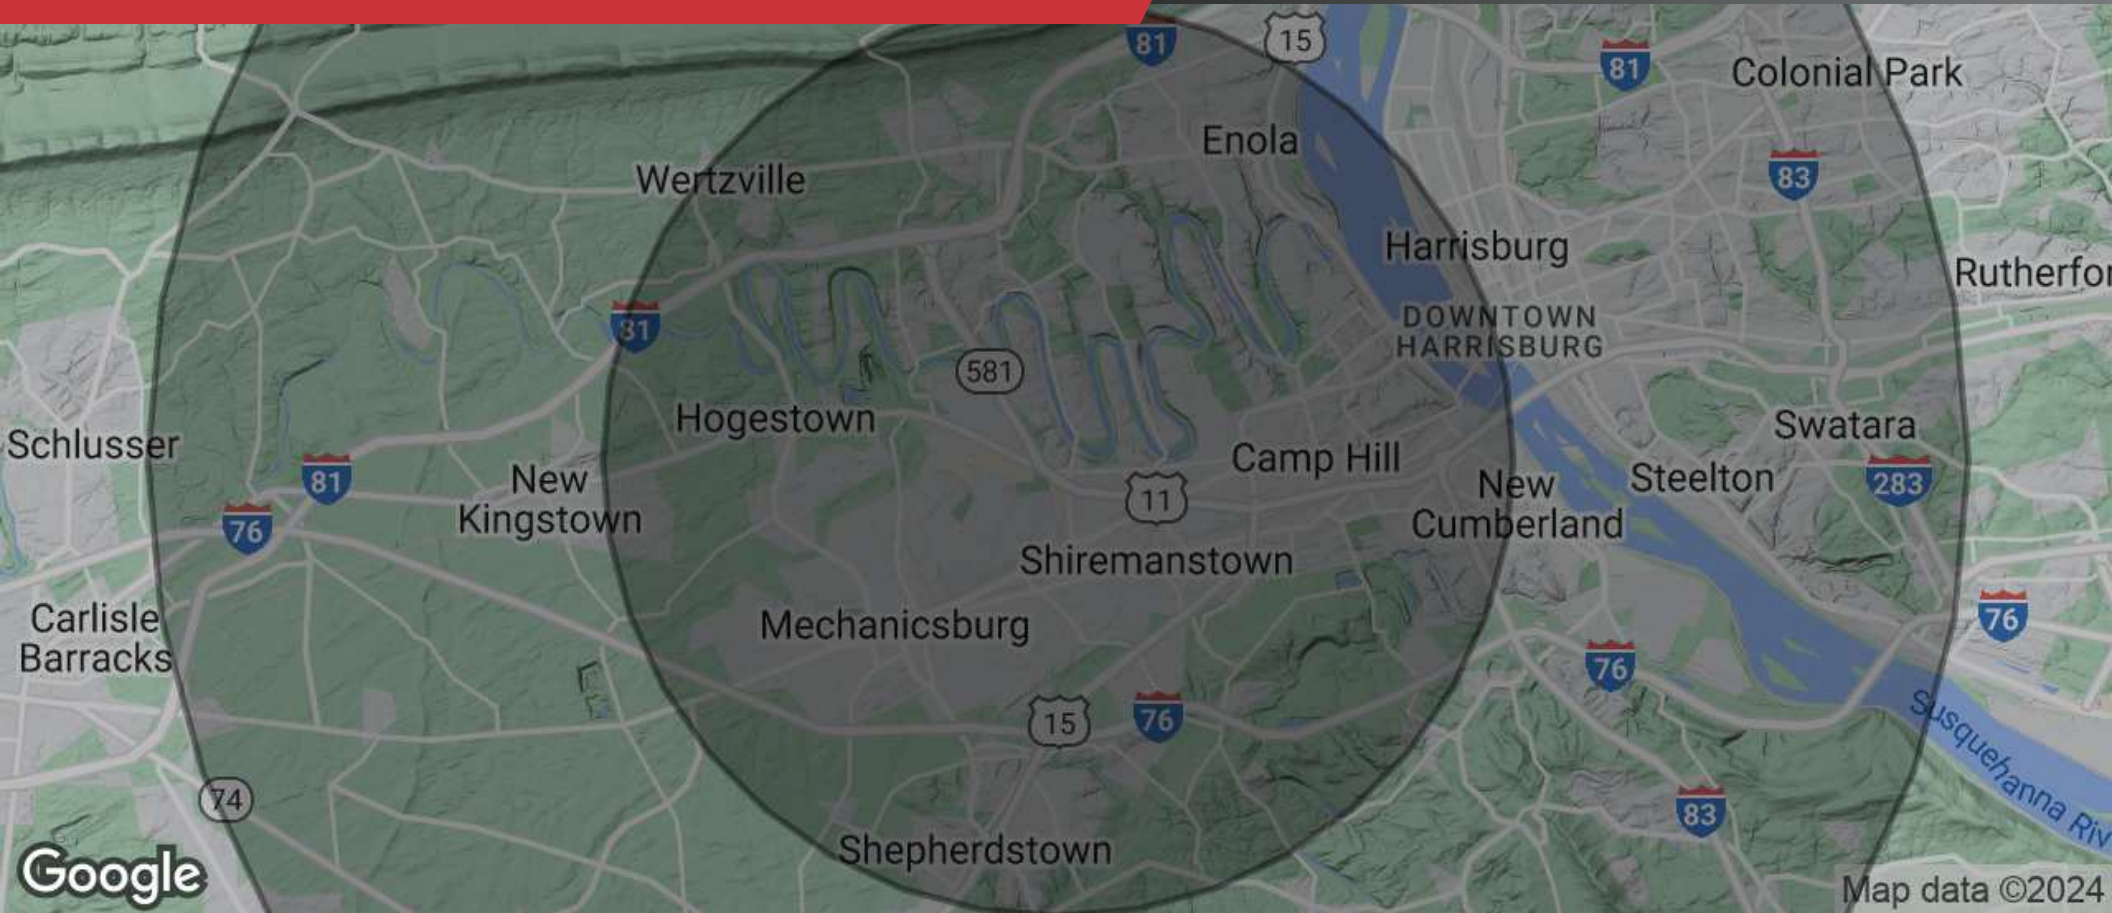 81
15
81
Colonial Park
Enola
83
Wertzville
Harrisburg
Rutherfor
DOWNTOWN
HARRISBURG
81
581
Hogestown
Swatara
Schlusser
Camp Hill
81
New
Kingstown
11
New
Cumberland
Steelton
283
76
Shiremanstown
Carlisle
Barracks
Mechanicsburg
76
76
15
76
Susquehanna Riv
74
83
Shepherdstown
Google
Map data ©2024